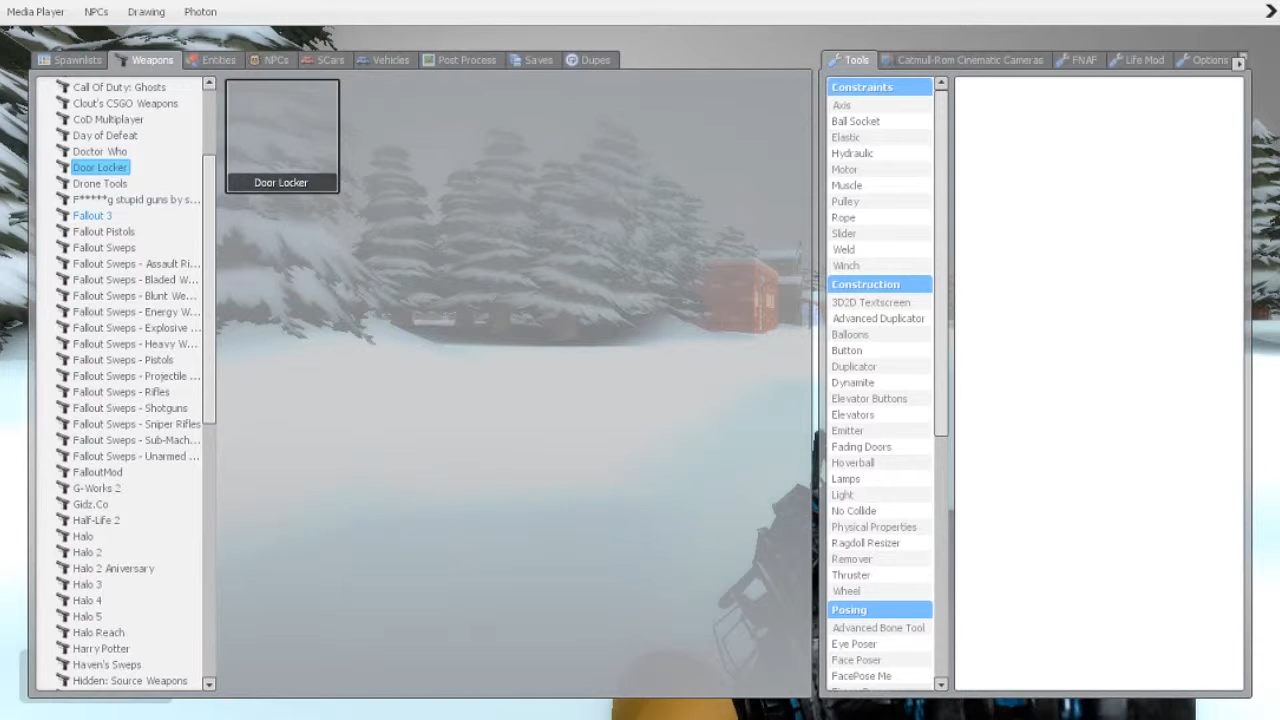 Media Player NPCs Drawing Photon
Spawnlists Weapons Entities NPCs SCars Vehicles Post Process Saves Dupes
Call Of Duty: Ghosts
Clout's CSGO Weapons
CoD Multiplayer
Day of Defeat
Doctor Who
Door Locker
Drone Tools
F*****g stupid guns by s...
Fallout 3
Fallout Pistols
Fallout Sweps
Fallout Sweps - Assault Ri...
Fallout Sweps - Bladed W...
Fallout Sweps - Blunt We...
Fallout Sweps - Energy W...
Fallout Sweps - Explosive ...
Fallout Sweps - Heavy W...
Fallout Sweps - Pistols
Fallout Sweps - Projectile ...
Fallout Sweps - Rifles
Fallout Sweps - Shotguns
Fallout Sweps - Sniper Rifles
Fallout Sweps - Sub-Mach...
Fallout Sweps - Unarmed ...
FalloutMod
G-Works 2
Gidz.Co
Half-Life 2
Halo
Halo 2
Halo 2 Aniversary
Halo 3
Halo 4
Halo 5
Halo Reach
Harry Potter
Haven's Sweps
Hidden: Source Weapons
Door Locker
Tools Catmull-Rom Cinematic Cameras FNAF Life Mod Options
Constraints
Axis
Ball Socket
Elastic
Hydraulic
Motor
Muscle
Pulley
Rope
Slider
Weld
Winch
Construction
3D2D Textscreen
Advanced Duplicator
Balloons
Button
Duplicator
Dynamite
Elevator Buttons
Elevators
Emitter
Fading Doors
Hoverball
Lamps
Light
No Collide
Physical Properties
Ragdoll Resizer
Remover
Thruster
Wheel
Posing
Advanced Bone Tool
Eye Poser
Face Poser
FacePose Me